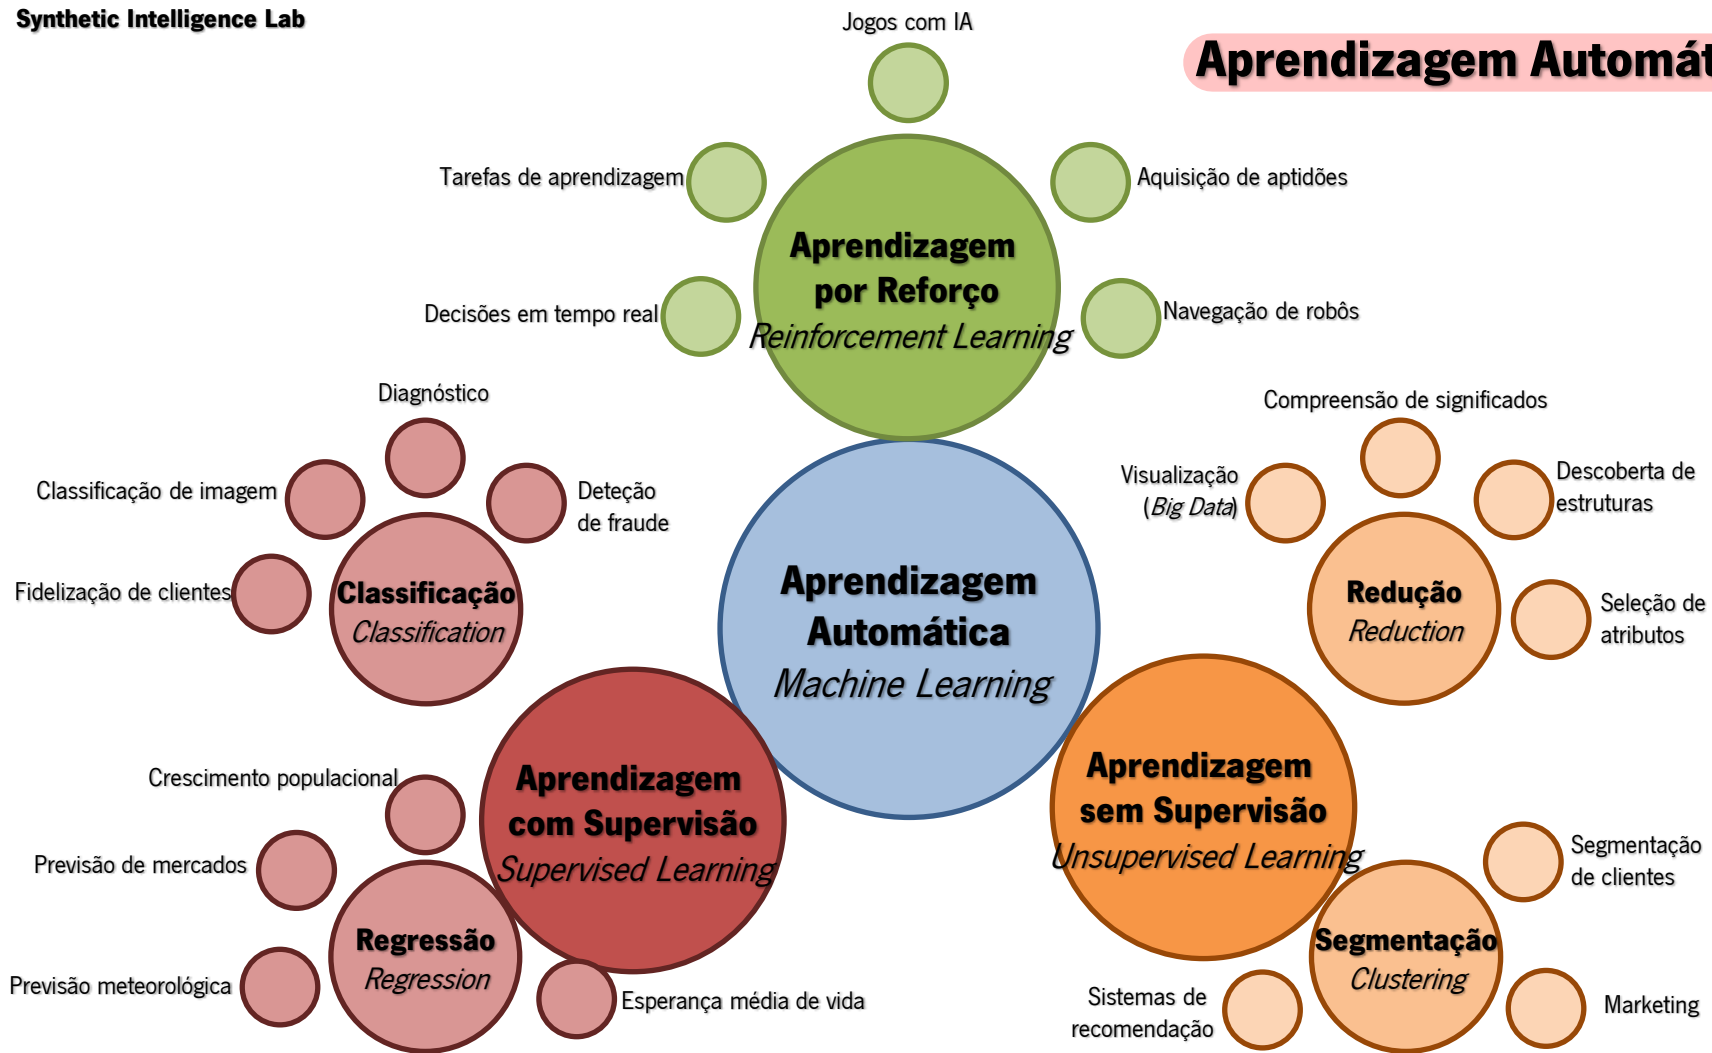 Synthetic Intelligence Lab
Aprendizagem Automát
Jogos com IA
Tarefas de aprendizagem
Aquisição de aptidões
Decisões em tempo real
Navegação de robôs
Aprendizagem
por Reforço
Reinforcement Learning
Diagnóstico
Classificação de imagem
Deteção
de fraude
Fidelização de clientes
Classificação
Classification
Compreensão de significados
Visualização
(Big Data)
Descoberta de
estruturas
Redução
Reduction
Seleção de
atributos
Aprendizagem
Automática
Machine Learning
Aprendizagem
com Supervisão
Supervised Learning
Aprendizagem
sem Supervisão
Unsupervised Learning
Crescimento populacional
Previsão de mercados
Regressão
Regression
Previsão meteorológica
Esperança média de vida
Segmentação
de clientes
Segmentação
Clustering
Sistemas de
recomendação
Marketing